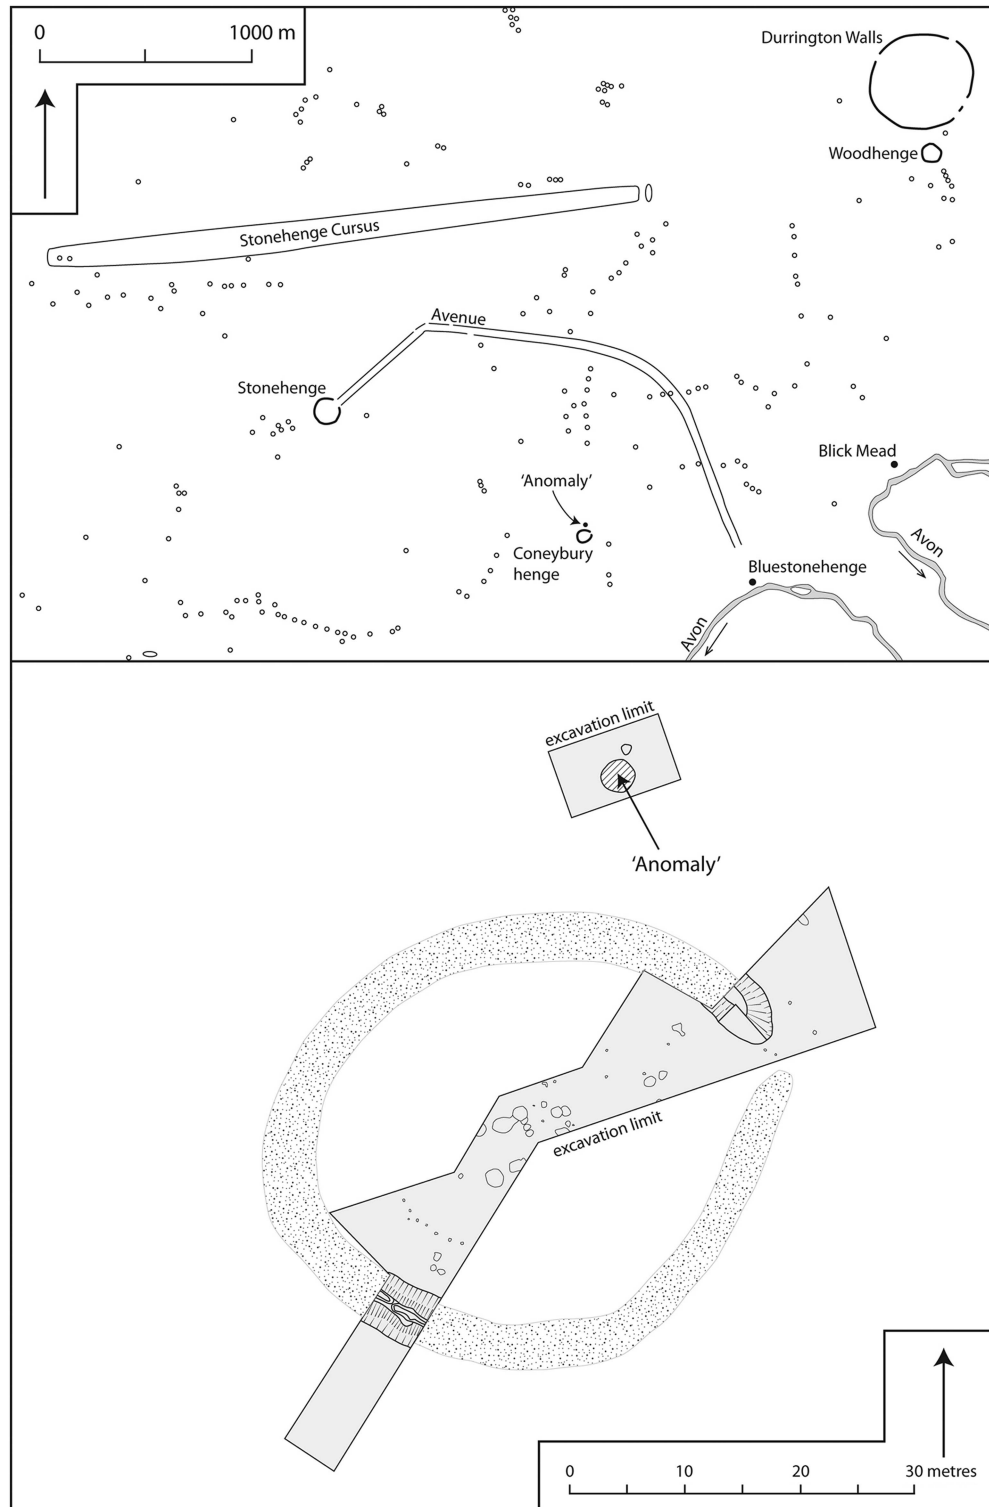 0 1000 m
Durrington Walls
Woodhenge
Stonehenge Cursus
Avenue
Stonehenge
Blick Mead
‘Anomaly’
Avon
Coneybury
henge
Bluestonehenge
Avon
excavation limit
‘Anomaly’
excavation limit
0 10 20 30 metres